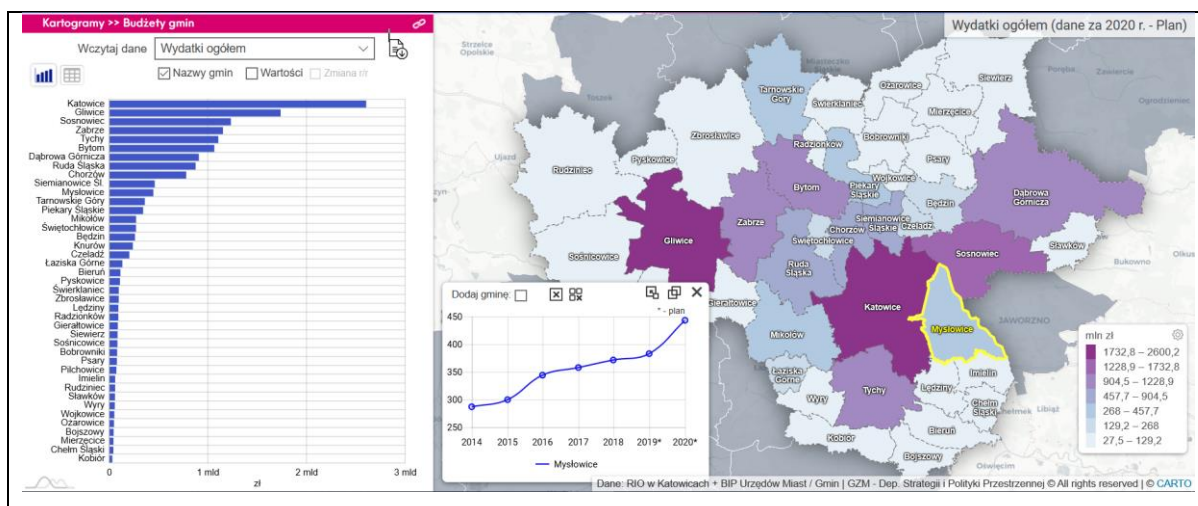 Kartogramy >> Budżety gmin
Wczytaj dane Wydatki ogółem
Nazwy gmin Wartości Zmiana r/r
Katowice
Gliwice
Sosnowiec
Zabrze
Tychy
Bytom
Dąbrowa Górnicza
Ruda Śląska
Chorzów
Siemianowice Śl.
Mysłowice
Tarnowskie Góry
Piekary Śląskie
Mikołów
Świętochłowice
Będzin
Knurów
Czeladź
Łaziska Górne
Bieruń
Pyskowice
Świerklaniec
Zbrosławice
Lędziny
Radzionków
Gierałtowice
Siewierz
Sośnicowice
Bobrowniki
Psary
Pilchowice
Imielin
Rudziniec
Sławków
Wyry
Wojkowice
Ożarowice
Bojszowy
Mierzęcice
Chełm Śląski
Kobiór
0 1 mld 2 mld 3 mld
zł
Wydatki ogółem (dane za 2020 r. - Plan)
Strzelce
Opolskie
Toszek
Ujazd
Poręba
Zawiercie
Ogrodzieniec
Tarnowskie
Góry
Świerklaniec
Ożarowice
Siewierz
Mierzęcice
Zbrosławice
Radzionków
Bobrowniki
Psary
Rudziniec
Pyskowice
Wojkowice
Bytom
Piekary
Śląskie
Będzin
Dąbrowa
Górnicza
Zabrze
Siemianowice
Śląskie
Chorzów
Czeladź
Świętochłowice
Gliwice
Sośnicowice
Ruda
Śląska
Sosnowiec
Sławków
Bukowno
Olkus
Gierałtowice
Katowice
Mysłowice
JAWORZNO
Mikołów
Łaziska
Górne
Tychy
Lędziny
Imielin
Wyry
Chełm
Śląski
Chełmek
Libiąż
Bieruń
Kobiór
Bojszowy
Oświęcim
Dodaj gminę:
* - plan
450
400
350
300
250
2014 2015 2016 2017 2018 2019* 2020*
Mysłowice
mln zł
1732,8 – 2600,2
1228,9 – 1732,8
904,5 – 1228,9
457,7 – 904,5
268 – 457,7
129,2 – 268
27,5 – 129,2
Dane: RIO w Katowicach + BIP Urzędów Miast / Gmin | GZM - Dep. Strategii i Polityki Przestrzennej © All rights reserved | © CARTO